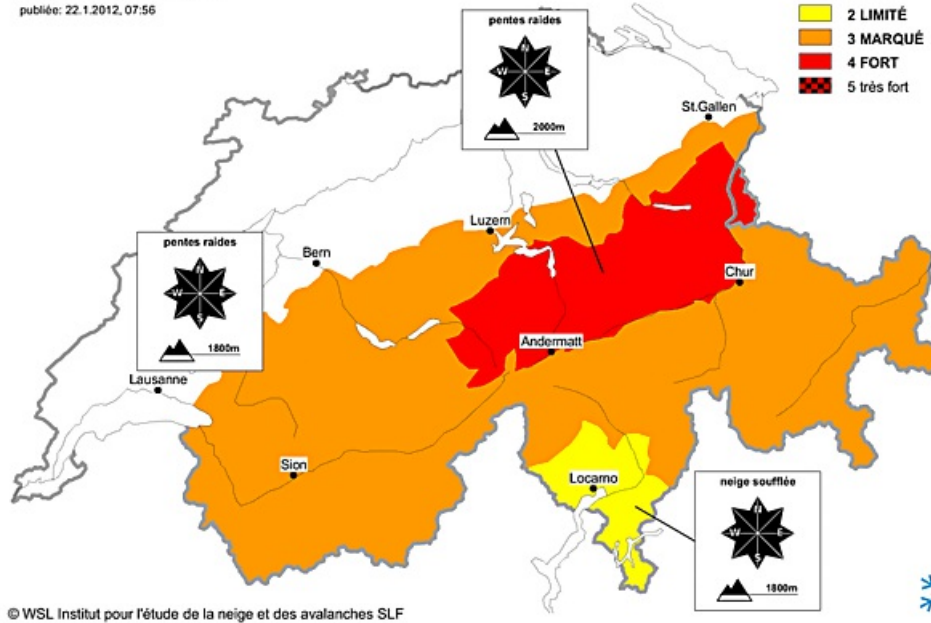 publiée: 22.1.2012, 07:56
2 LIMITÉ
3 MARQUÉ
4 FORT
5 très fort
pentes raides
N
W E
S
2000m
St.Gallen
Luzern
Bern
pentes raides
N
W E
S
1800m
Chur
Andermatt
Lausanne
Sion
Locarno
neige soufflée
N
W E
S
1800m
© WSL Institut pour l'étude de la neige et des avalanches SLF